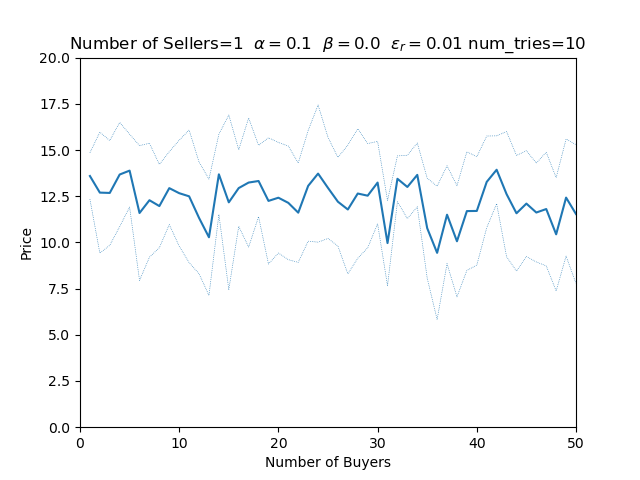 Number of Sellers=1 α = 0.1 β = 0.0 ε_r = 0.01 num_tries=10
20.0
17.5
15.0
12.5
10.0
7.5
5.0
2.5
0.0
Price
0 10 20 30 40 50
Number of Buyers